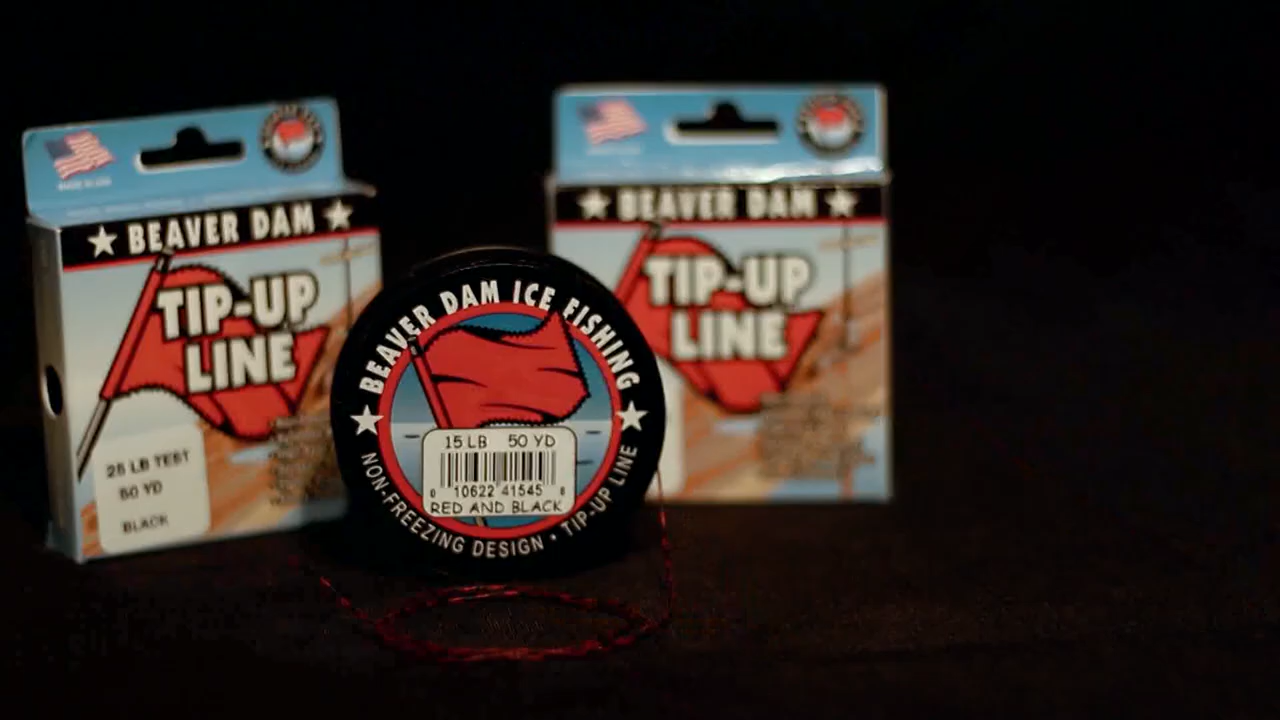 ★ BEAVER DAM ★
TIP-UP
LINE
25 LB TEST
50 YD
BLACK
BEAVER DAM ICE FISHING
15 LB 50 YD
0 10622 41545 8
RED AND BLACK
NON-FREEZING DESIGN • TIP-UP LINE
★ BEAVER DAM ★
TIP-UP
LINE